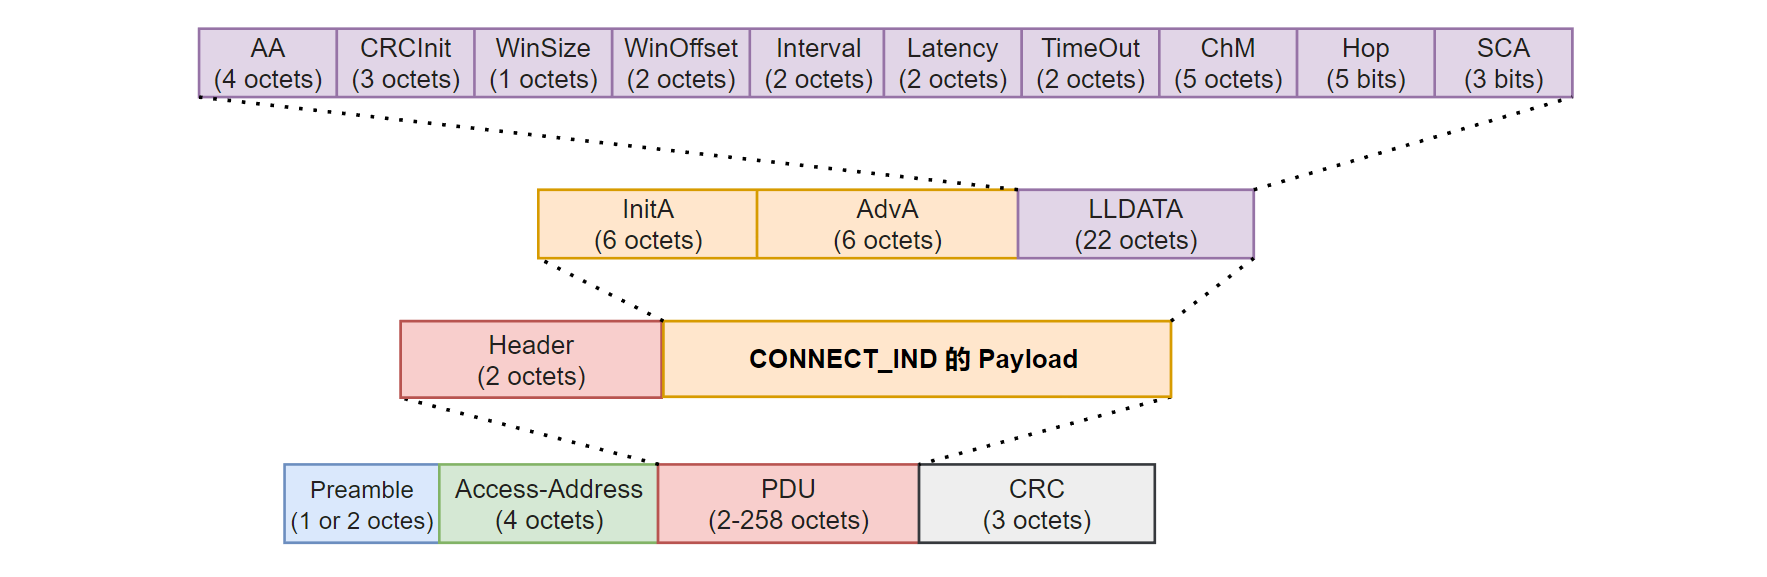 AA
(4 octets)
CRCInit
(3 octets)
WinSize
(1 octets)
WinOffset
(2 octets)
Interval
(2 octets)
Latency
(2 octets)
TimeOut
(2 octets)
ChM
(5 octets)
Hop
(5 bits)
SCA
(3 bits)
InitA
(6 octets)
AdvA
(6 octets)
LLDATA
(22 octets)
Header
(2 octets)
CONNECT_IND 的 Payload
Preamble
(1 or 2 octes)
Access-Address
(4 octets)
PDU
(2-258 octets)
CRC
(3 octets)